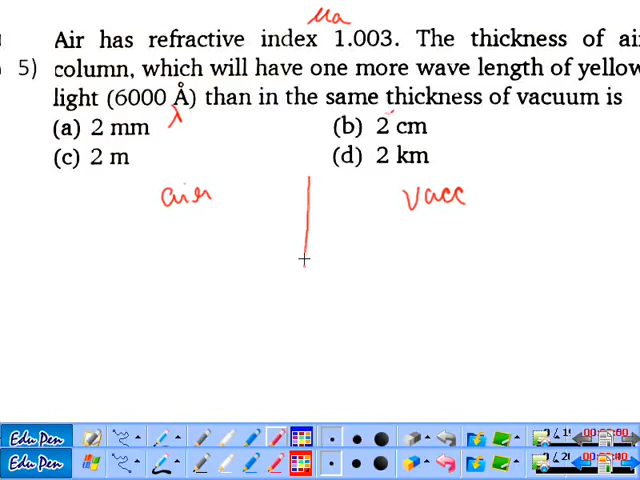 μa
Air has refractive index 1.003. The thickness of air
5) column, which will have one more wave length of yellow
light (6000 Å) than in the same thickness of vacuum is
λ
(a) 2 mm (b) 2 cm
(c) 2 m (d) 2 km
air vacc
Edu Pen
Edu Pen